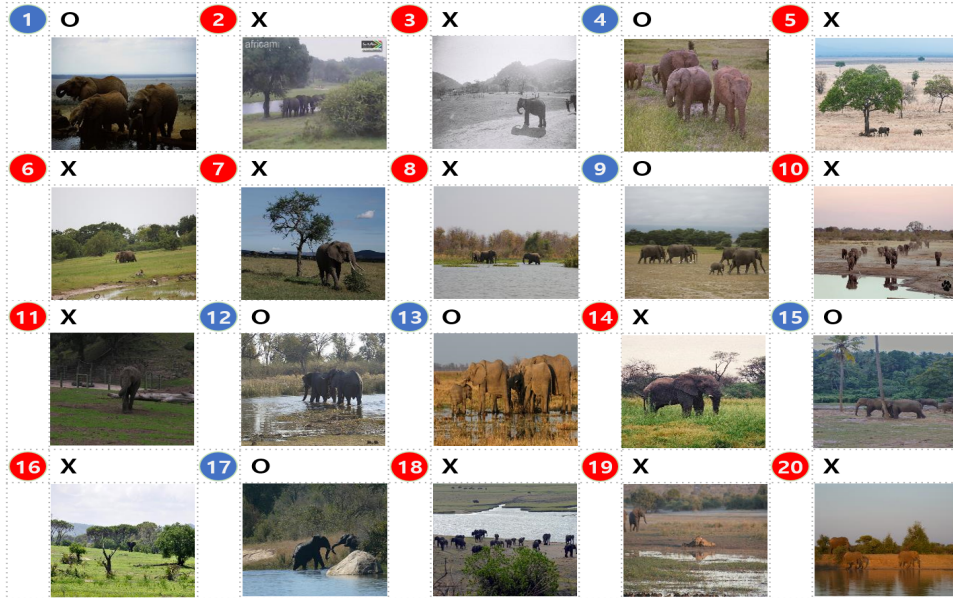 1 O 2 X 3 X 4 O 5 X
africam
6 X 7 X 8 X 9 O 10 X
11 X 12 O 13 O 14 X 15 O
16 X 17 O 18 X 19 X 20 X